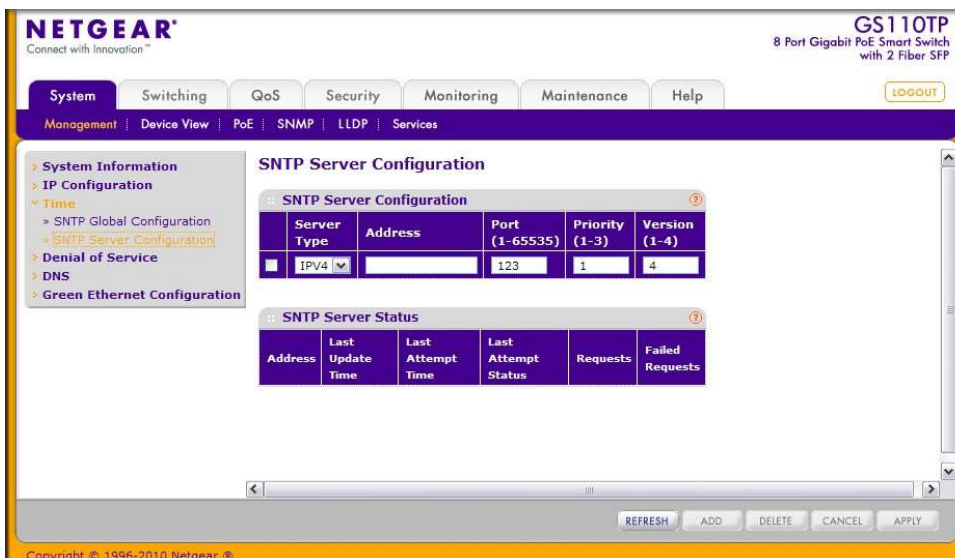 NETGEAR®
Connect with Innovation™
GS110TP
8 Port Gigabit PoE Smart Switch
with 2 Fiber SFP
System Switching QoS Security Monitoring Maintenance Help LOGOUT
Management Device View PoE SNMP LLDP Services
System Information
IP Configuration
Time
SNTP Global Configuration
SNTP Server Configuration
Denial of Service
DNS
Green Ethernet Configuration
SNTP Server Configuration
SNTP Server Configuration ?
Server Type Address Port (1-65535) Priority (1-3) Version (1-4)
IPV4 123 1 4
SNTP Server Status ?
Address Last Update Time Last Attempt Time Last Attempt Status Requests Failed Requests
REFRESH ADD DELETE CANCEL APPLY
Copyright © 1996-2010 Netgear ®